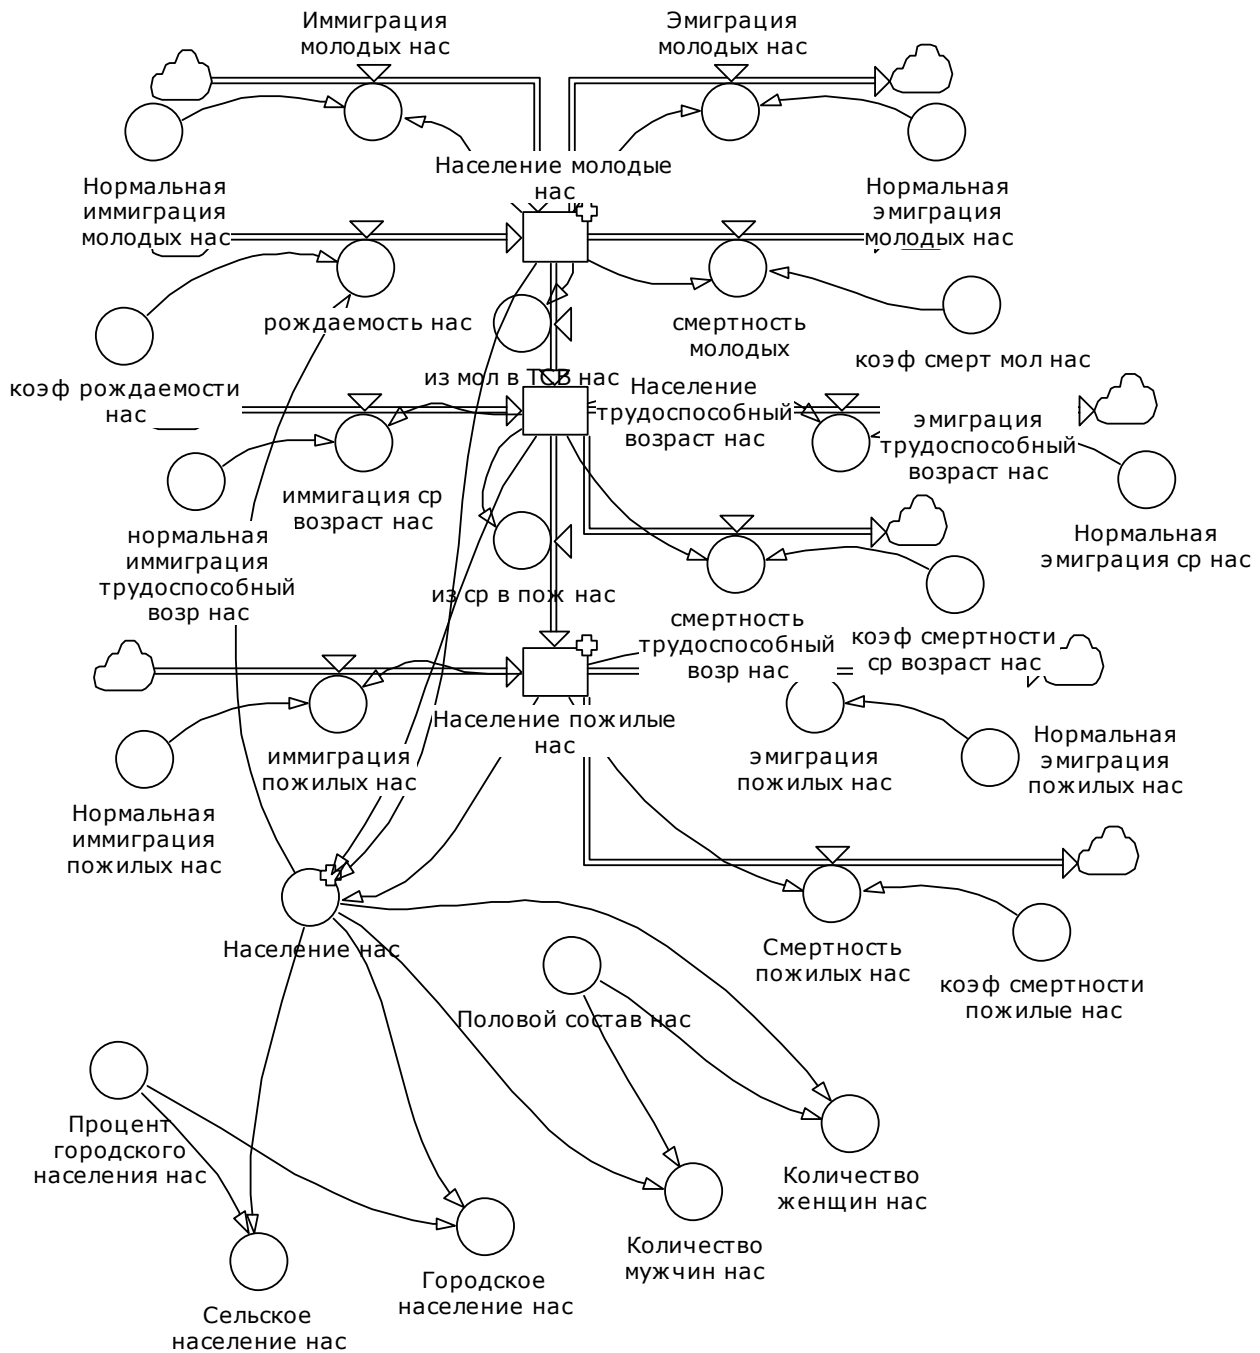 Иммиграция
молодых нас
Эмиграция
молодых нас
Население молодые
нас
Нормальная
иммиграция
молодых нас
Нормальная
эмиграция
молодых нас
рождаемость нас
смертность
молодых
коэф смерт мол нас
коэф рождаемости
нас
из мол в ТСВ нас
Население
трудоспособный
возраст нас
эмиграция
трудоспособный
возраст нас
иммигация ср
возраст нас
нормальная
иммиграция
трудоспособный
возр нас
Нормальная
эмиграция ср нас
из ср в пож нас
смертность
трудоспособный
возр нас
коэф смертности
ср возраст нас
Население пожилые
нас
иммиграция
пожилых нас
эмиграция
пожилых нас
Нормальная
эмиграция
пожилых нас
Нормальная
иммиграция
пожилых нас
Население нас
Смертность
пожилых нас
коэф смертности
пожилые нас
Половой состав нас
Процент
городского
населения нас
Количество
женщин нас
Количество
мужчин нас
Городское
население нас
Сельское
население нас